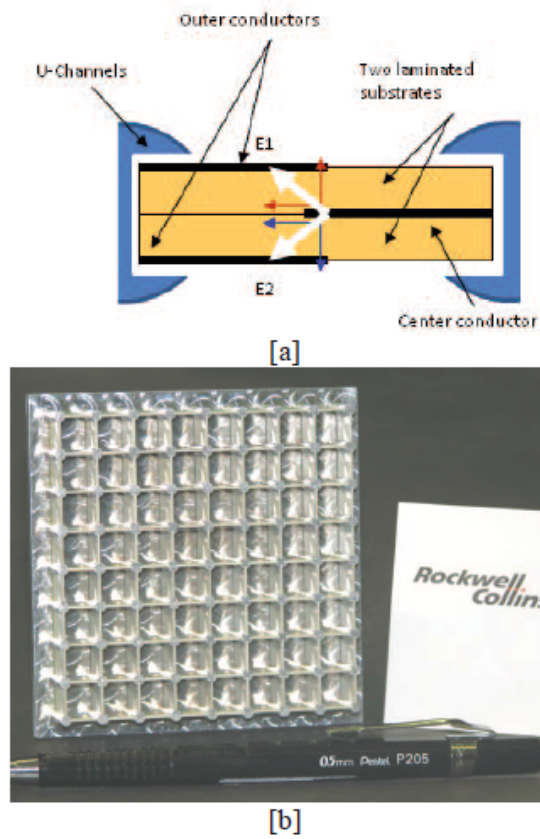 Outer conductors
U-Channels
Two laminated
substrates
E1
E2
Center conductor
[a]
Rockwell
Collins
0.5mm Pentel P205
[b]